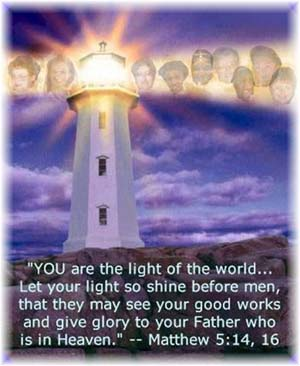 "YOU are the light of the world...
Let your light so shine before men,
that they may see your good works
and give glory to your Father who
is in Heaven." -- Matthew 5:14, 16